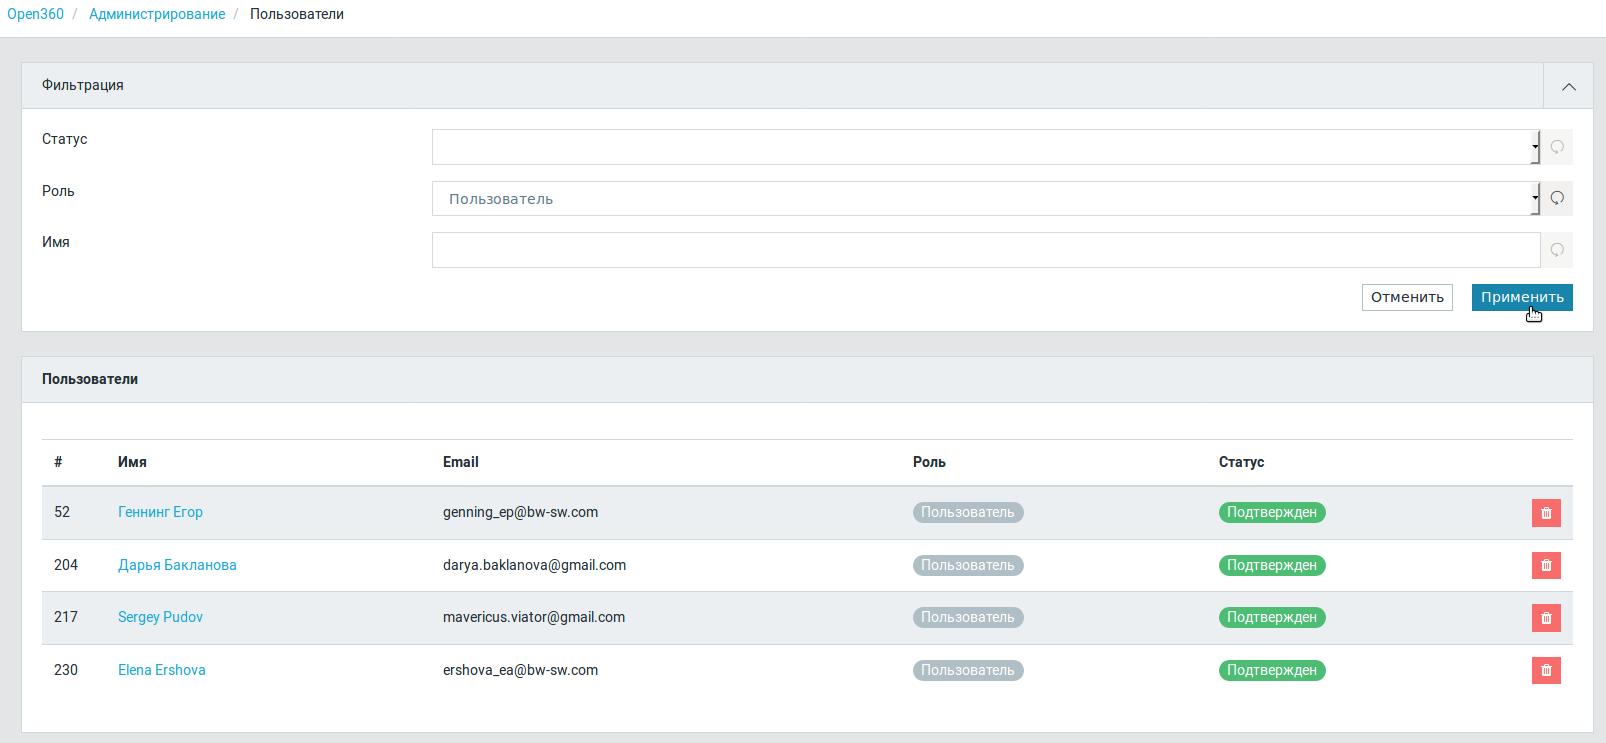 Open360 / Администрирование / Пользователи
Фильтрация
Статус
Роль Пользователь
Имя
Отменить Применить
Пользователи
# Имя Email Роль Статус
52 Геннинг Егор genning_ep@bw-sw.com Пользователь Подтвержден
204 Дарья Бакланова darya.baklanova@gmail.com Пользователь Подтвержден
217 Sergey Pudov mavericus.viator@gmail.com Пользователь Подтвержден
230 Elena Ershova ershova_ea@bw-sw.com Пользователь Подтвержден